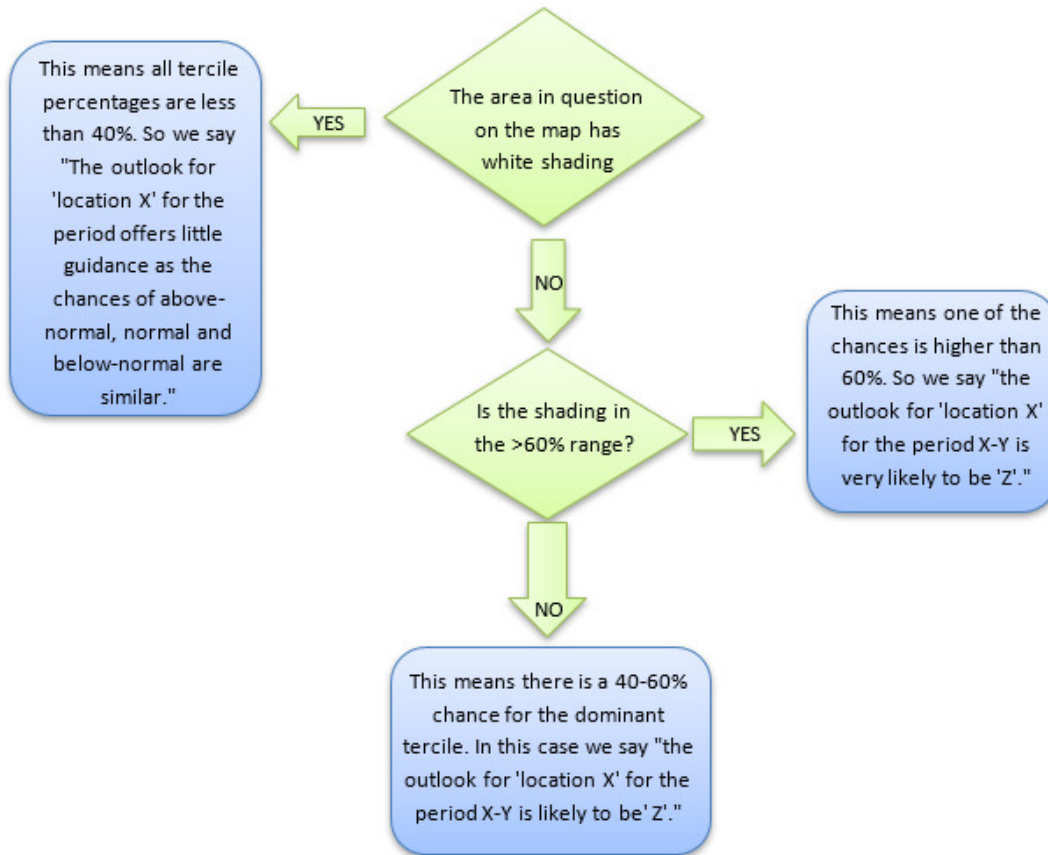 The area in question
on the map has
white shading
YES
This means all tercile
percentages are less
than 40%. So we say
"The outlook for
'location X' for the
period offers little
guidance as the
chances of above-
normal, normal and
below-normal are
similar."
NO
Is the shading in
the >60% range?
YES
This means one of the
chances is higher than
60%. So we say "the
outlook for 'location X'
for the period X-Y is
very likely to be 'Z'."
NO
This means there is a 40-60%
chance for the dominant
tercile. In this case we say "the
outlook for 'location X' for the
period X-Y is likely to be' Z'."